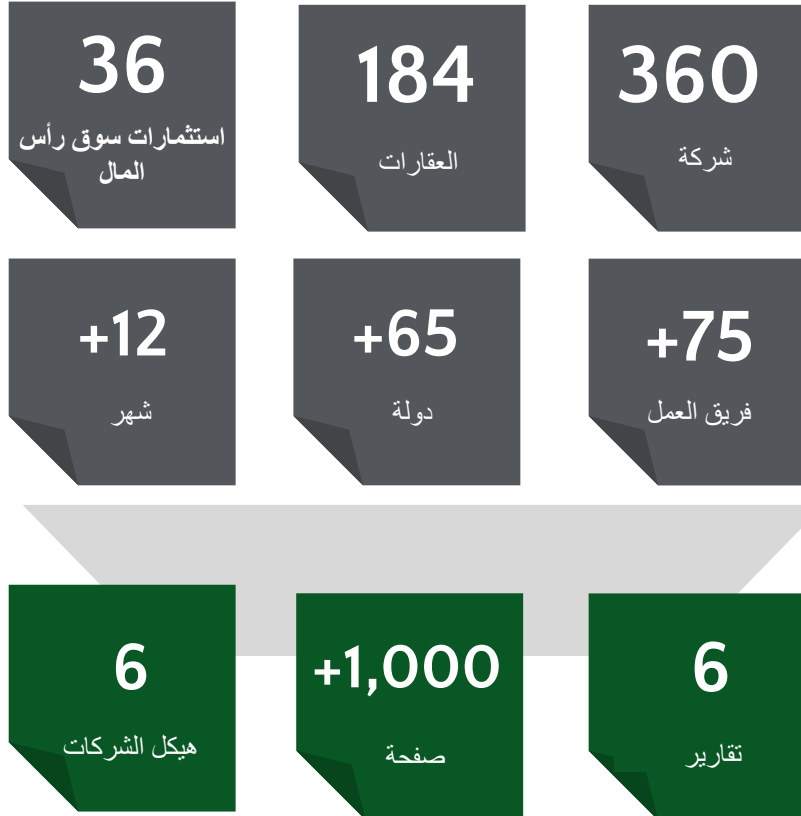 360
شركة
184
العقارات
36
استثمارات سوق رأس
المال
+75
فريق العمل
+65
دولة
+12
شهر
6
تقارير
+1,000
صفحة
6
هيكل الشركات